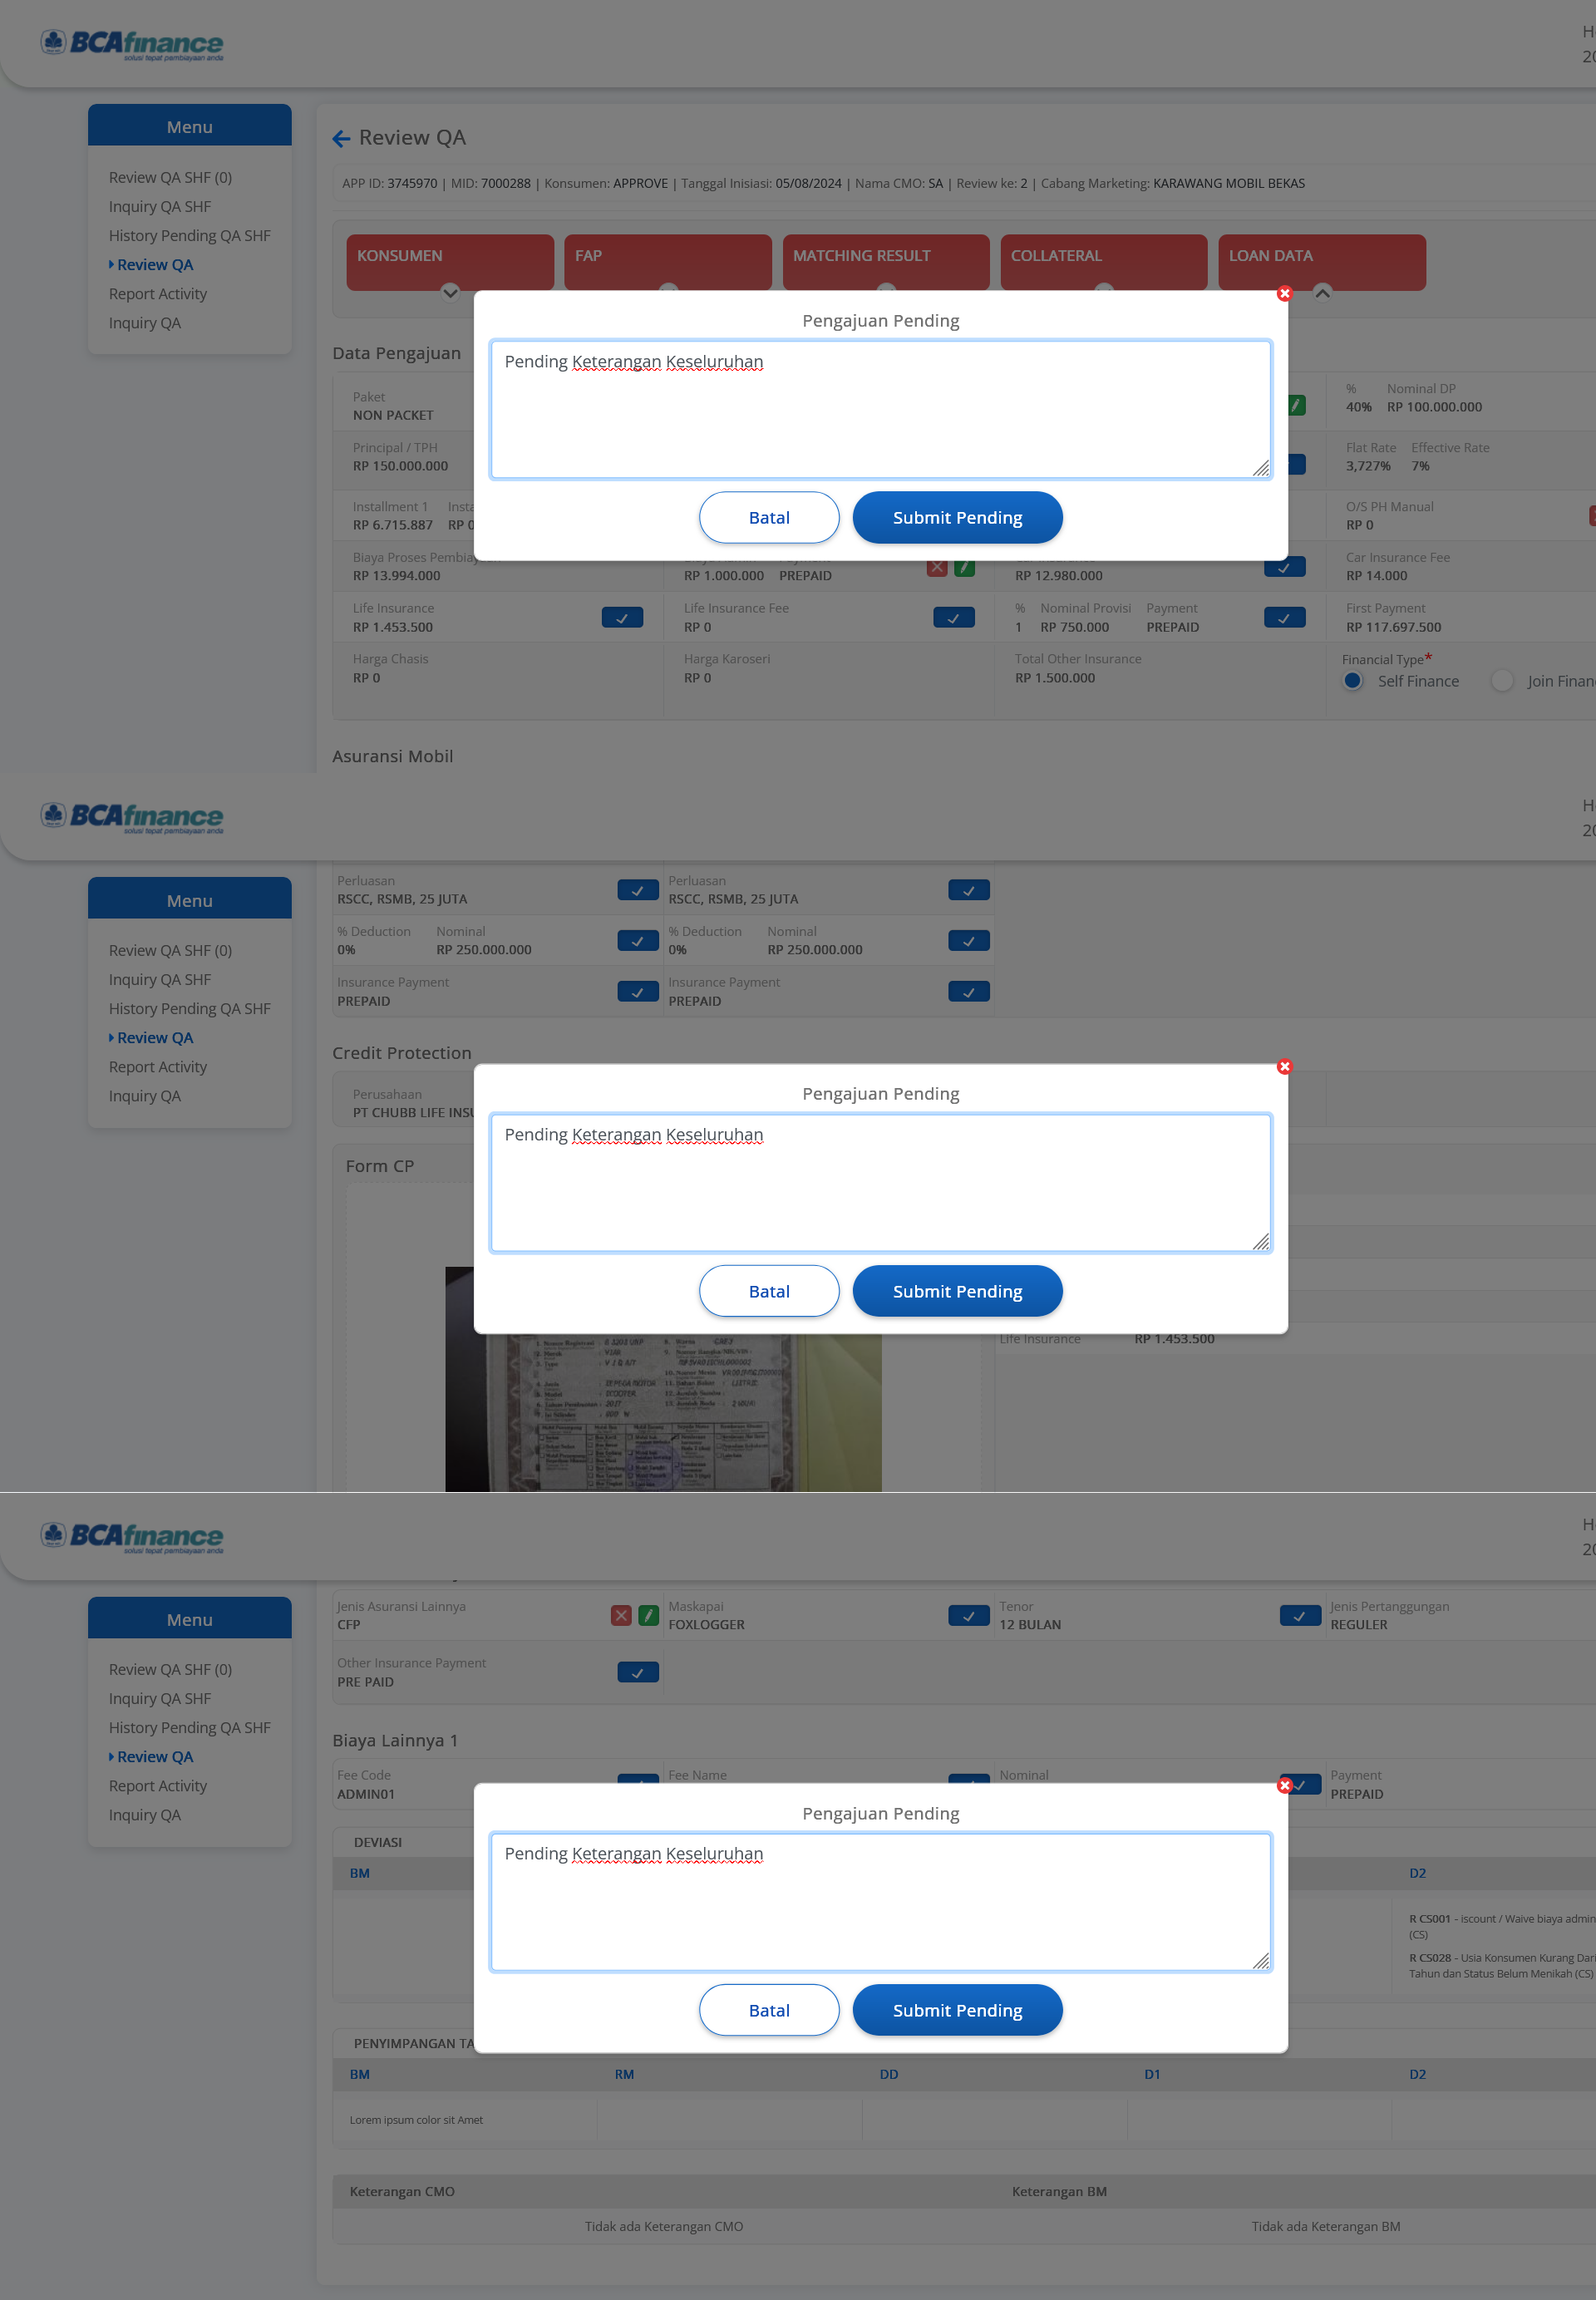 BCAfinance
solusi tepat pembiayaan anda
Menu
Review QA SHF (0)
Inquiry QA SHF
History Pending QA SHF
Review QA
Report Activity
Inquiry QA
Review QA
APP ID: 3745970 | MID: 7000288 | Konsumen: APPROVE | Tanggal Inisiasi: 05/08/2024 | Nama CMO: SA | Review ke: 2 | Cabang Marketing: KARAWANG MOBIL BEKAS
KONSUMEN FAP MATCHING RESULT COLLATERAL LOAN DATA
Pengajuan Pending
Pending Keterangan Keseluruhan
Batal Submit Pending
Data Pengajuan
Paket % Nominal DP
NON PACKET 40% RP 100.000.000
Principal / TPH Flat Rate Effective Rate
RP 150.000.000 3,727% 7%
Installment 1 O/S PH Manual
RP 6.715.887 RP 0
Biaya Proses Car Insurance Fee
RP 13.994.000 RP 1.000.000 PREPAID RP 12.980.000 RP 14.000
Life Insurance Life Insurance Fee % Nominal Provisi Payment First Payment
RP 1.453.500 RP 0 1 RP 750.000 PREPAID RP 117.697.500
Harga Chasis Harga Karoseri Total Other Insurance Financial Type*
RP 0 RP 0 RP 1.500.000 Self Finance Join
Asuransi Mobil
BCAfinance
solusi tepat pembiayaan anda
Menu
Review QA SHF (0)
Inquiry QA SHF
History Pending QA SHF
Review QA
Report Activity
Inquiry QA
Perluasan Perluasan
RSCC, RSMB, 25 JUTA RSCC, RSMB, 25 JUTA
% Deduction Nominal % Deduction Nominal
0% RP 250.000.000 0% RP 250.000.000
Insurance Payment Insurance Payment
PREPAID PREPAID
Credit Protection
Perusahaan
PT CHUBB LIFE
Pengajuan Pending
Pending Keterangan Keseluruhan
Batal Submit Pending
Form CP
Life Insurance RP 1.453.500
BCAfinance
solusi tepat pembiayaan anda
Menu
Review QA SHF (0)
Inquiry QA SHF
History Pending QA SHF
Review QA
Report Activity
Inquiry QA
Jenis Asuransi Lainnya Maskapai Tenor Jenis Pertanggungan
CFP FOXLOGGER 12 BULAN REGULER
Other Insurance Payment
PRE PAID
Biaya Lainnya 1
Fee Code Fee Name Nominal Payment
ADMIN01 PREPAID
Pengajuan Pending
Pending Keterangan Keseluruhan
Batal Submit Pending
DEVIASI
BM D2
R CS001 - iscount / Waive biaya
(CS)
R CS028 - Usia Konsumen Kurang
Tahun dan Status Belum Menikah (CS)
PENYIMPANGAN
BM RM DD D1 D2
Lorem ipsum color sit Amet
Keterangan CMO Keterangan BM
Tidak ada Keterangan CMO Tidak ada Keterangan BM